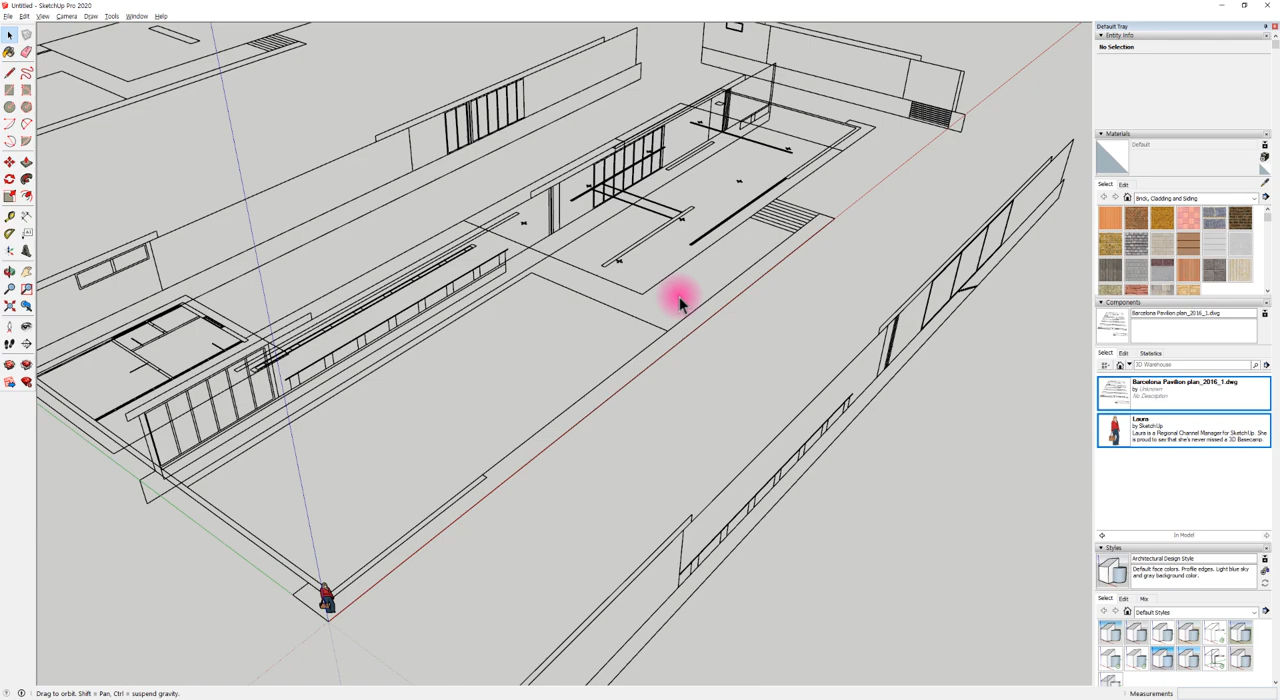 Untitled - SketchUp Pro 2020
File Edit View Camera Draw Tools Window Help
Default Tray
Entity Info
No Selection
Materials
Default
Select Edit
Brick, Cladding and Siding
Components
Barcelona Pavilion plan_2016_1.dwg
Select Edit Statistics
3D Warehouse
Barcelona Pavilion plan_2016_1.dwg
by Unknown
No Description
Laura
by SketchUp
Laura is a Regional Channel Manager for SketchUp. She
is proud to say that she's never missed a 3D Basecamp.
In Model
Styles
Architectural Design Style
Default face colors. Profile edges. Light blue sky
and gray background color.
Select Edit Mix
Default Styles
Drag to orbit. Shift = Pan, Ctrl = suspend gravity.
Measurements